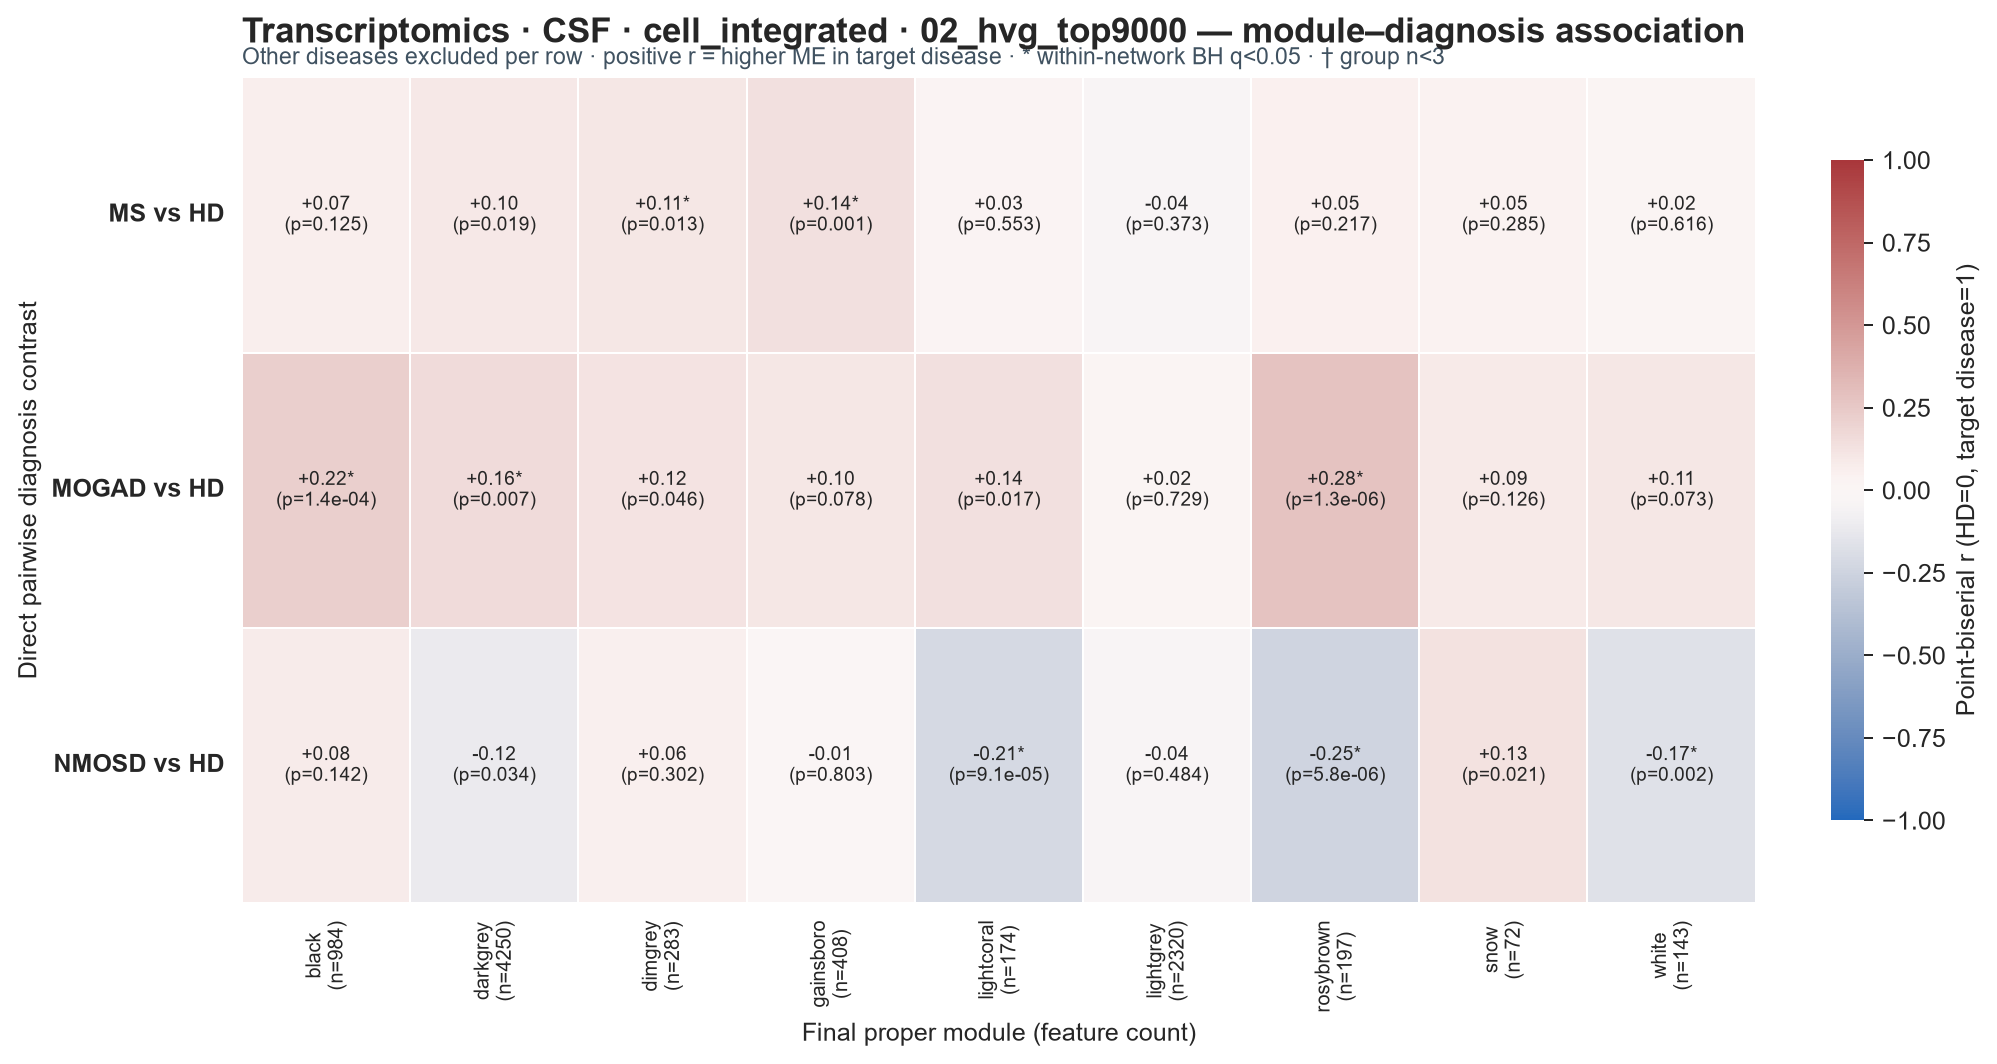 Transcriptomics · CSF · cell_integrated · 02_hvg_top9000 — module–diagnosis association
Other diseases excluded per row · positive r = higher ME in target disease · * within-network BH q<0.05 · † group n<3
Direct pairwise diagnosis contrast
MS vs HD
+0.07
(p=0.125)
+0.10
(p=0.019)
+0.11*
(p=0.013)
+0.14*
(p=0.001)
+0.03
(p=0.553)
-0.04
(p=0.373)
+0.05
(p=0.217)
+0.05
(p=0.285)
+0.02
(p=0.616)
MOGAD vs HD
+0.22*
(p=1.4e-04)
+0.16*
(p=0.007)
+0.12
(p=0.046)
+0.10
(p=0.078)
+0.14
(p=0.017)
+0.02
(p=0.729)
+0.28*
(p=1.3e-06)
+0.09
(p=0.126)
+0.11
(p=0.073)
NMOSD vs HD
+0.08
(p=0.142)
-0.12
(p=0.034)
+0.06
(p=0.302)
-0.01
(p=0.803)
-0.21*
(p=9.1e-05)
-0.04
(p=0.484)
-0.25*
(p=5.8e-06)
+0.13
(p=0.021)
-0.17*
(p=0.002)
black
(n=984)
darkgrey
(n=4250)
dimgrey
(n=283)
gainsboro
(n=408)
lightcoral
(n=174)
lightgrey
(n=2320)
rosybrown
(n=197)
snow
(n=72)
white
(n=143)
Final proper module (feature count)
1.00
0.75
0.50
0.25
0.00
−0.25
−0.50
−0.75
−1.00
Point-biserial r (HD=0, target disease=1)